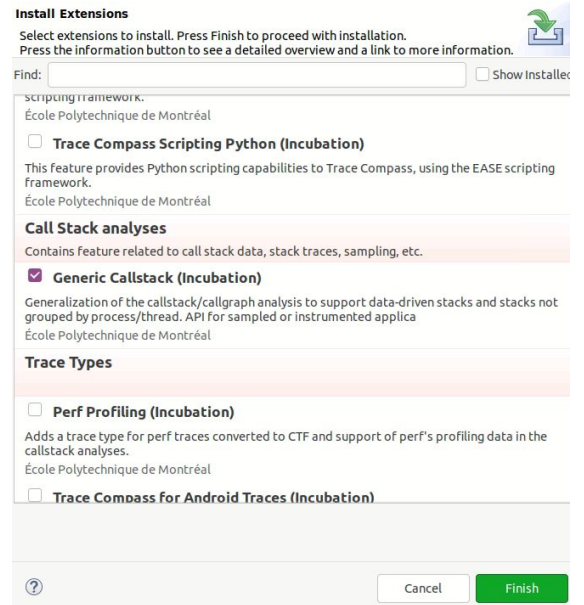 Install Extensions
Select extensions to install. Press Finish to proceed with installation.
Press the information button to see a detailed overview and a link to more information.
Find:
Show Installed
scripting framework.
École Polytechnique de Montréal
Trace Compass Scripting Python (Incubation)
This feature provides Python scripting capabilities to Trace Compass, using the EASE scripting
framework.
École Polytechnique de Montréal
Call Stack analyses
Contains feature related to call stack data, stack traces, sampling, etc.
Generic Callstack (Incubation)
Generalization of the callstack/callgraph analysis to support data-driven stacks and stacks not
grouped by process/thread. API for sampled or instrumented applica
École Polytechnique de Montréal
Trace Types
Perf Profiling (Incubation)
Adds a trace type for perf traces converted to CTF and support of perf's profiling data in the
callstack analyses.
École Polytechnique de Montréal
Trace Compass for Android Traces (Incubation)
?
Cancel
Finish